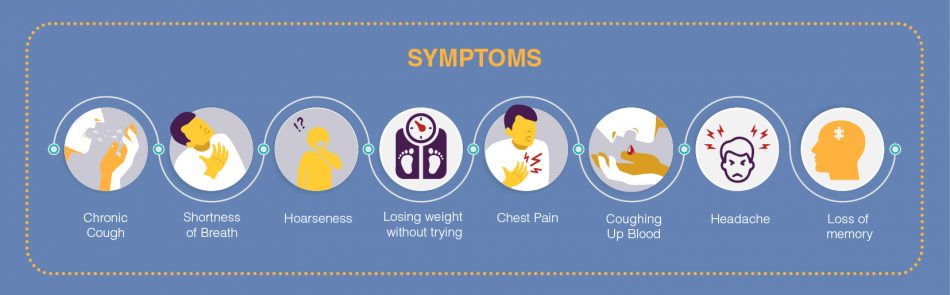 SYMPTOMS
!?
Chronic
Cough
Shortness
of Breath
Hoarseness
Losing weight
without trying
Chest Pain
Coughing
Up Blood
Headache
Loss of
memory